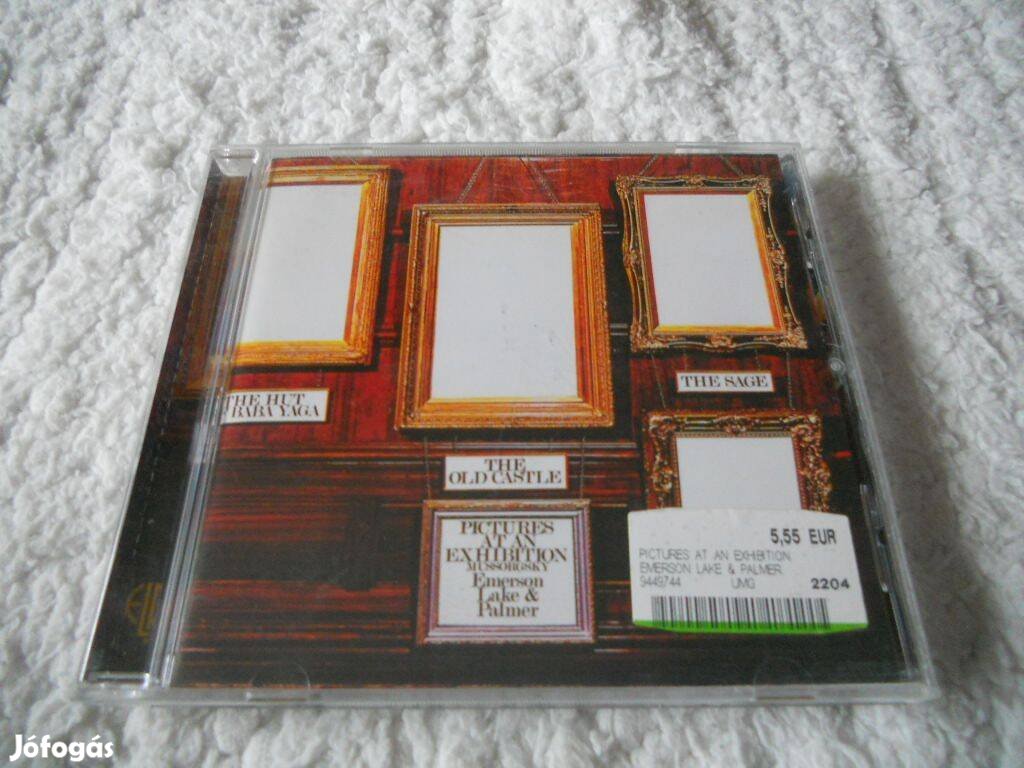 THE HUT
BABA YAGA
THE
OLD CASTLE
THE SAGE
PICTURES
AT AN
EXHIBITION
MUSSORGSKY
Emerson
Lake &
Palmer
5,55 EUR
PICTURES AT AN EXHIBITION
EMERSON LAKE & PALMER
9449744 UMG 2204
Jófogás